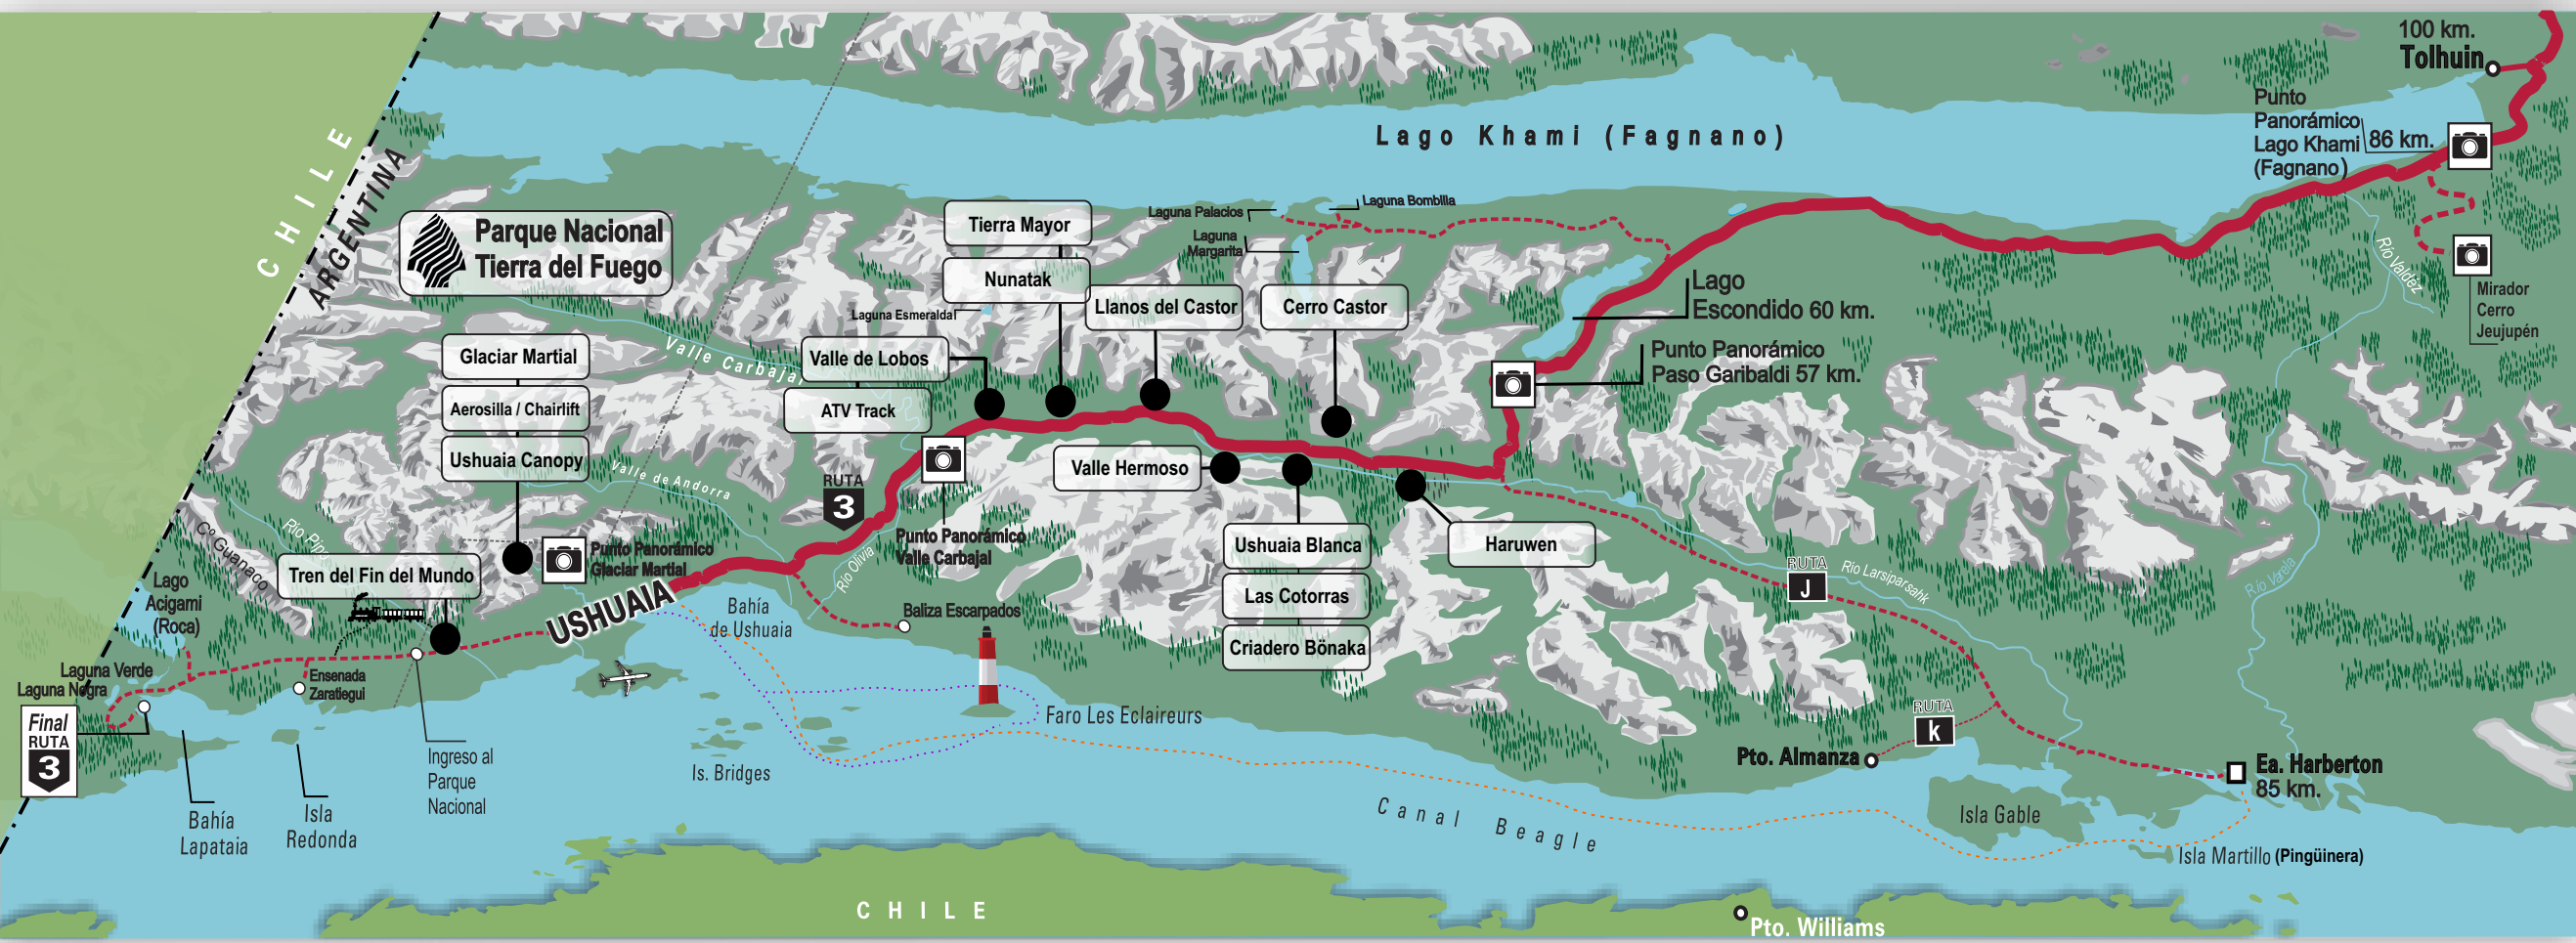 100 km.
Tolhuin
Punto
Panorámico
Lago Khami
(Fagnano)
86 km.
Lago Khami (Fagnano)
CHILE
ARGENTINA
Parque Nacional
Tierra del Fuego
Tierra Mayor
Nunatak
Laguna Palacios
Laguna Bombilla
Laguna
Margarita
Río Valdéz
Mirador
Cerro
Jeujupén
Lago
Escondido 60 km.
Llanos del Castor
Cerro Castor
Laguna Esmeralda
Glaciar Martial
Aerosilla / Chairlift
Ushuaia Canopy
Valle Carbajal
Valle de Lobos
ATV Track
Punto Panorámico
Paso Garibaldi 57 km.
Valle de Andorra
RUTA
3
Valle Hermoso
Punto Panorámico
Valle Carbajal
Ushuaia Blanca
Las Cotorras
Criadero Bönaka
Haruwen
Cº Guanaco
Río Pipo
Tren del Fin del Mundo
Punto Panorámico
Glaciar Martial
USHUAIA
Río Olivia
Bahía
de Ushuaia
Baliza Escarpados
RUTA
J
Río Larsiparsahk
Río Varela
Lago
Acigami
(Roca)
Laguna Verde
Laguna Negra
Ensenada
Zaratiegui
Final
RUTA
3
Bahía
Lapataia
Isla
Redonda
Ingreso al
Parque
Nacional
Is. Bridges
Faro Les Eclaireurs
RUTA
k
Pto. Almanza
Ea. Harberton
85 km.
Canal Beagle
Isla Gable
Isla Martillo (Pingüinera)
CHILE
Pto. Williams